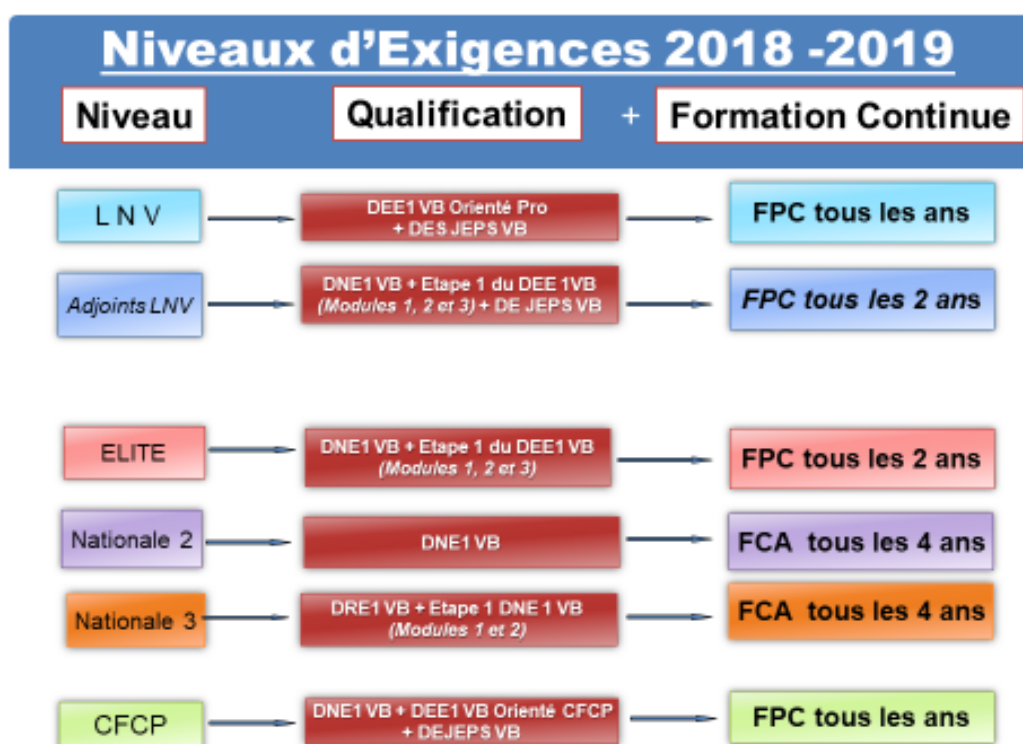 Niveaux d'Exigences 2018 -2019
Niveau Qualification + Formation Continue
L N V
DEE1 VB Orienté Pro
+ DES JEPS VB
FPC tous les ans
Adjoints LNV
DNE1 VB + Etape 1 du DEE 1VB
(Modules 1, 2 et 3) + DE JEPS VB
FPC tous les 2 ans
ELITE
DNE1 VB + Etape 1 du DEE1 VB
(Modules 1, 2 et 3)
FPC tous les 2 ans
Nationale 2
DNE1 VB
FCA tous les 4 ans
Nationale 3
DRE1 VB + Etape 1 DNE 1 VB
(Modules 1 et 2)
FCA tous les 4 ans
CFCP
DNE1 VB + DEE1 VB Orienté CFCP
+ DEJEPS VB
FPC tous les ans